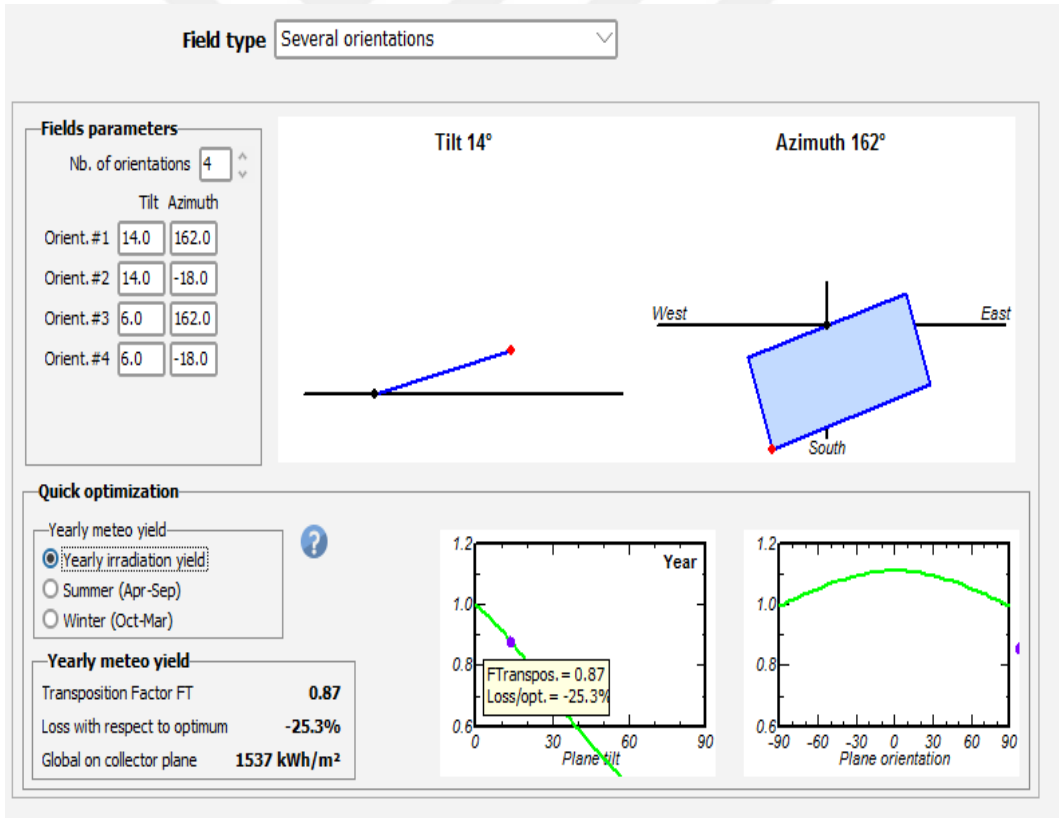 Field type Several orientations
Fields parameters
Nb. of orientations 4
Tilt Azimuth
Orient. #1 14.0 162.0
Orient. #2 14.0 -18.0
Orient. #3 6.0 162.0
Orient. #4 6.0 -18.0
Tilt 14°
Azimuth 162°
West
East
South
Quick optimization
Yearly meteo yield
Yearly irradiation yield
Summer (Apr-Sep)
Winter (Oct-Mar)
?
Yearly meteo yield
Transposition Factor FT 0.87
Loss with respect to optimum -25.3%
Global on collector plane 1537 kWh/m²
Year
1.2
1.0
0.8
0.6
FTranspos. = 0.87
Loss/opt. = -25.3%
0 30 60 90
Plane tilt
1.2
1.0
0.8
0.6
-90 -60 -30 0 30 60 90
Plane orientation